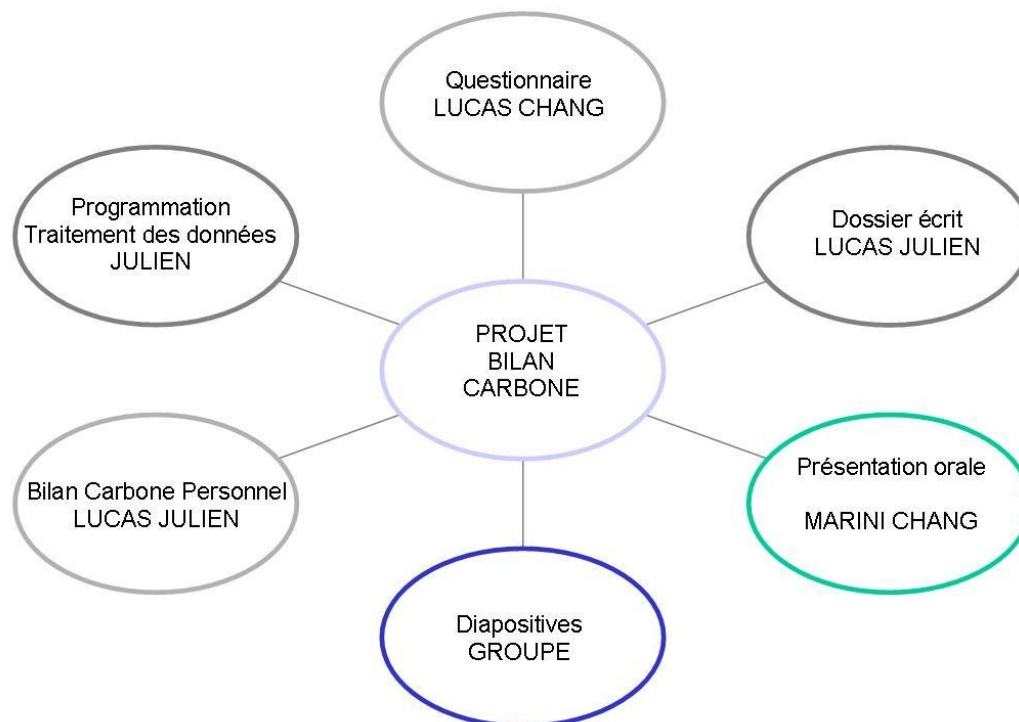 Questionnaire
LUCAS CHANG
Programmation
Traitement des données
JULIEN
Dossier écrit
LUCAS JULIEN
PROJET
BILAN
CARBONE
Bilan Carbone Personnel
LUCAS JULIEN
Présentation orale
MARINI CHANG
Diapositives
GROUPE